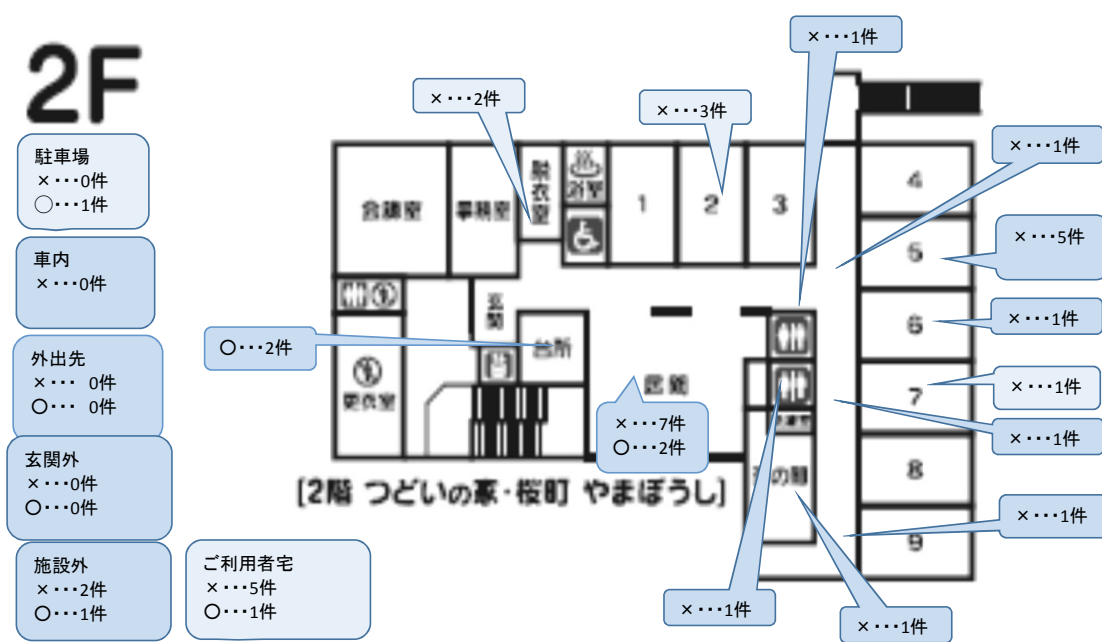 2F
×･･･1件
×･･･2件
×･･･3件
×･･･1件
駐車場
×･･･0件
○･･･1件
会議室
事務室
脱衣室
浴室
1
2
3
4
車内
×･･･0件
5
×･･･5件
玄関
6
×･･･1件
○･･･2件
台所
外出先
×･･･ 0件
○･･･ 0件
更衣室
居間
7
×･･･1件
×･･･7件
○･･･2件
×･･･1件
玄関外
×･･･0件
○･･･0件
8
の間
[2階 つどいの家･桜町 やまぼうし]
×･･･1件
9
施設外
×･･･2件
○･･･1件
ご利用者宅
×･･･5件
○･･･1件
×･･･1件
×･･･1件